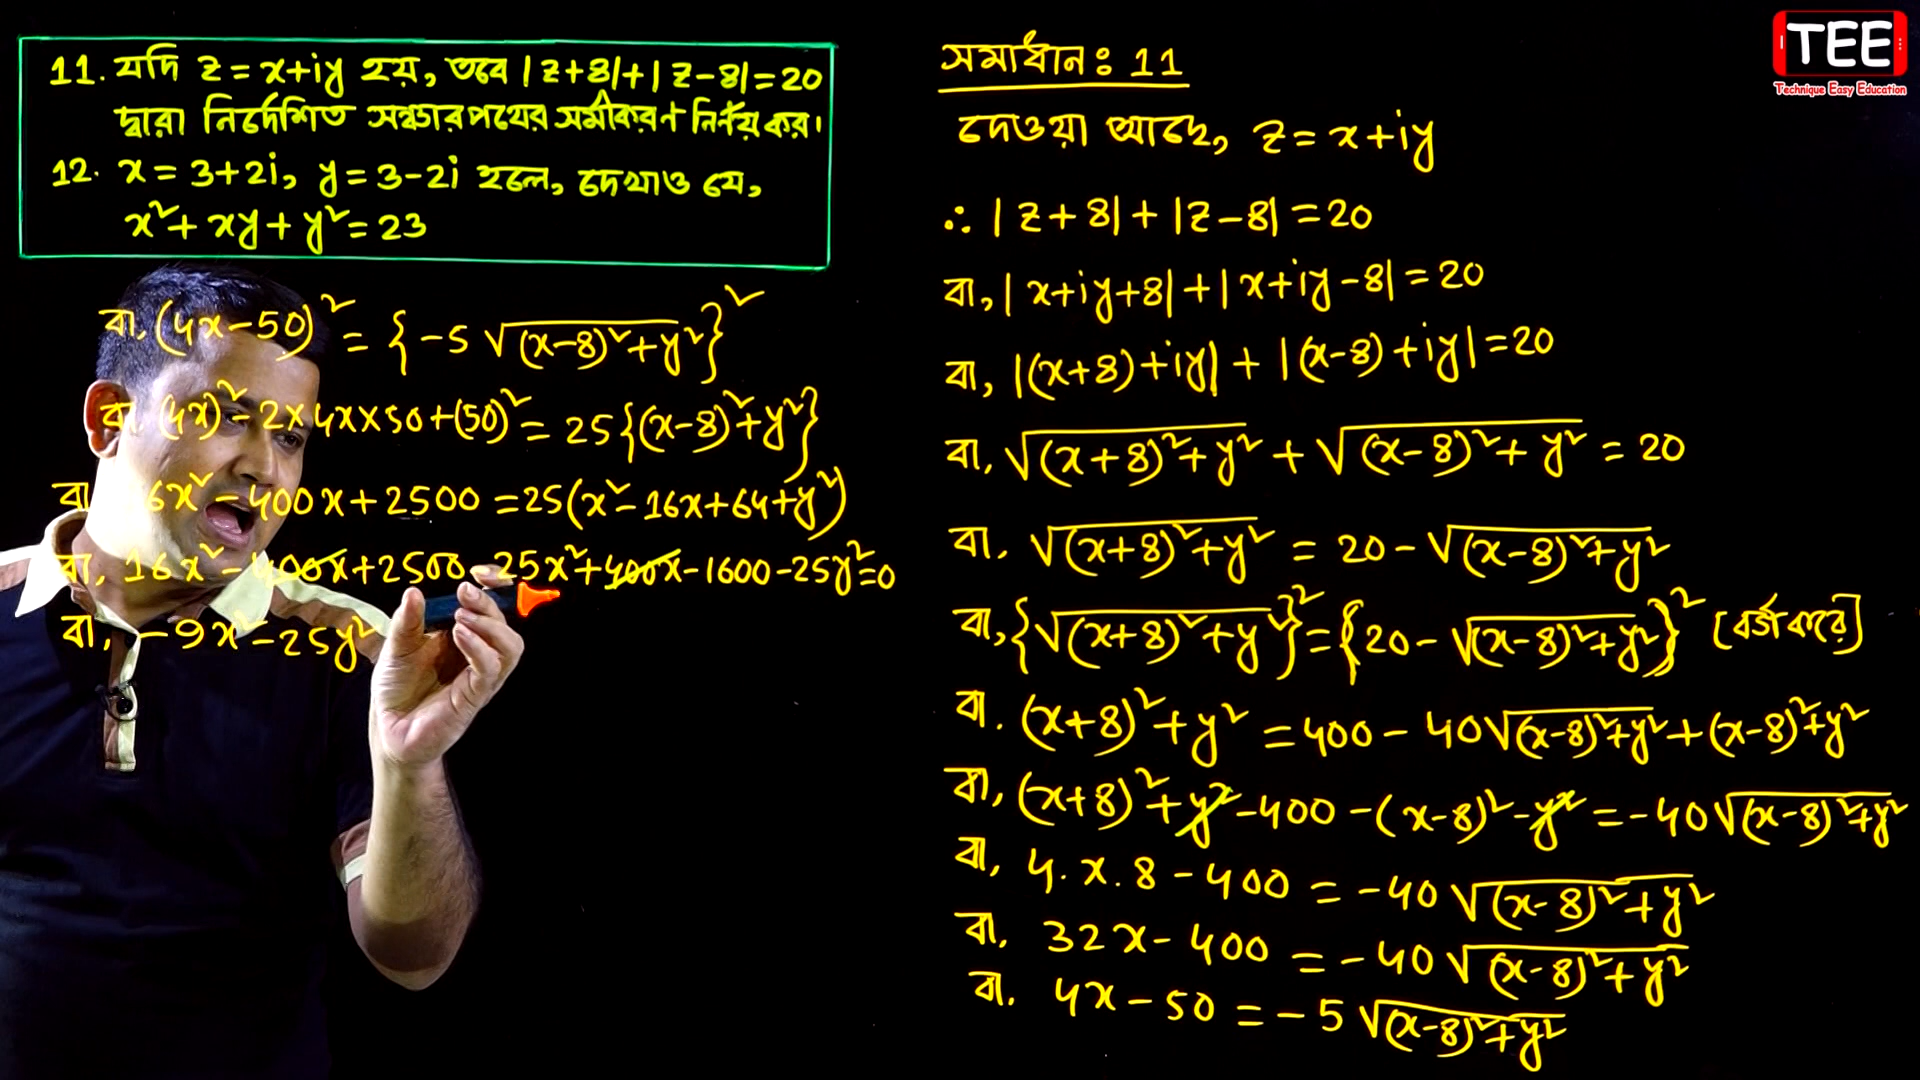 11. যদি z = x+iy হয়, তবে |z+8|+|z-8|=20
দ্বারা নির্দেশিত সঞ্চারপথের সমীকরণ নির্ণয় কর।
12. x = 3+2i, y = 3-2i হলে, দেখাও যে,
x²+ xy + y² = 23
বা, (4x-50)² = {-5 √(x-8)²+y²}²
বা, (4x)²-2×4x×50+(50)² = 25{(x-8)²+y²}
বা, 16x²-400x+2500 = 25(x²-16x+64+y²)
বা, 16x²-400x+2500-25x²+400x-1600-25y²=0
বা, -9x²-25y²
সমাধান: 11
দেওয়া আছে, z = x+iy
∴ |z+8|+|z-8| = 20
বা, |x+iy+8|+|x+iy-8| = 20
বা, |(x+8)+iy| + |(x-8)+iy| = 20
বা, √(x+8)²+y² + √(x-8)²+y² = 20
বা, √(x+8)²+y² = 20-√(x-8)²+y²
বা, {√(x+8)²+y²}² = {20-√(x-8)²+y²}² [বর্গ করে]
বা, (x+8)²+y² = 400-40√(x-8)²+y²+(x-8)²+y²
বা, (x+8)²+y²-400-(x-8)²-y² = -40√(x-8)²+y²
বা, 4.x.8-400 = -40√(x-8)²+y²
বা, 32x-400 = -40√(x-8)²+y²
বা, 4x-50 = -5√(x-8)²+y²
TEE
Technique Easy Education